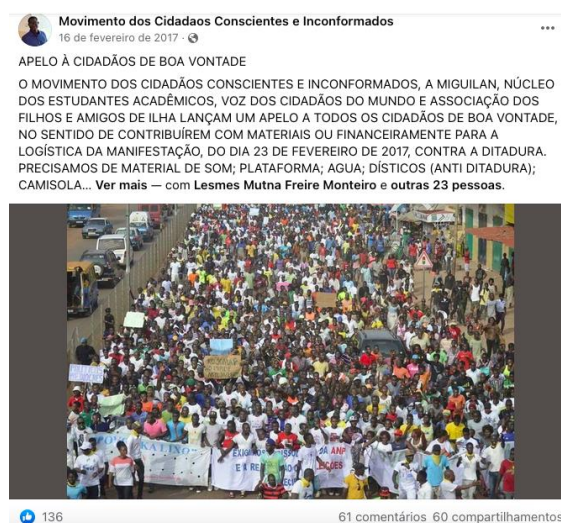 Movimento dos Cidadaos Conscientes e Inconformados
16 de fevereiro de 2017 ·
APELO À CIDADÃOS DE BOA VONTADE
O MOVIMENTO DOS CIDADÃOS CONSCIENTES E INCONFORMADOS, A MIGUILAN, NÚCLEO
DOS ESTUDANTES ACADÊMICOS, VOZ DOS CIDADÃOS DO MUNDO E ASSOCIAÇÃO DOS
FILHOS E AMIGOS DE ILHA LANÇAM UM APELO A TODOS OS CIDADÃOS DE BOA VONTADE,
NO SENTIDO DE CONTRIBUÍREM COM MATERIAIS OU FINANCEIRAMENTE PARA A
LOGÍSTICA DA MANIFESTAÇÃO, DO DIA 23 DE FEVEREIRO DE 2017, CONTRA A DITADURA.
PRECISAMOS DE MATERIAL DE SOM; PLATAFORMA; AGUA; DÍSTICOS (ANTI DITADURA);
CAMISOLA... Ver mais — com Lesmes Mutna Freire Monteiro e outras 23 pessoas.
DA ANP
E A
136
61 comentários 60 compartilhamentos